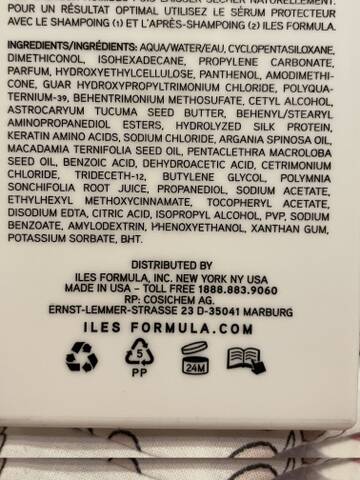 POUR UN RÉSULTAT OPTIMAL UTILISEZ LE SÉRUM PROTECTEUR
AVEC LE SHAMPOING (1) ET L'APRÈS-SHAMPOING (2) ILES FORMULA.
INGREDIENTS/INGRÉDIENTS: AQUA/WATER/EAU, CYCLOPENTASILOXANE,
DIMETHICONOL, ISOHEXADECANE, PROPYLENE CARBONATE,
PARFUM, HYDROXYETHYLCELLULOSE, PANTHENOL, AMODIMETHI-
CONE, GUAR HYDROXYPROPYLTRIMONIUM CHLORIDE, POLYQUA-
TERNIUM-39, BEHENTRIMONIUM METHOSULFATE, CETYL ALCOHOL,
ASTROCARYUM TUCAMA SEED BUTTER, BEHENYL/STEARYL
AMINOPROPANEDIOL ESTERS, HYDROLYZED SILK PROTEIN,
KERATIN AMINO ACIDS, SODIUM CHLORIDE, ARGANIA SPINOSA OIL,
MACADAMIA TERNIFOLIA SEED OIL, PENTACLETHRA MACROLOBA
SEED OIL, BENZOIC ACID, DEHYDROACETIC ACID, CETRIMONIUM
CHLORIDE, TRIDECETH-12, BUTYLENE GLYCOL, POLYMNIA
SONCHIFOLIA ROOT JUICE, PROPANEDIOL, SODIUM ACETATE,
ETHYLHEXYL METHOXYCINNAMATE, TOCOPHERYL ACETATE,
DISODIUM EDTA, CITRIC ACID, ISOPROPYL ALCOHOL, PVP, SODIUM
BENZOATE, AMYLODEXTRIN, PHENOXYETHANOL, XANTHAN GUM,
POTASSIUM SORBATE, BHT.
DISTRIBUTED BY
ILES FORMULA, INC. NEW YORK NY USA
MADE IN USA – TOLL FREE 1888.883.9060
RP: COSICHEM AG.
ERNST-LEMMER-STRASSE 23 D-35041 MARBURG
ILES FORMULA.COM
5
PP
24M